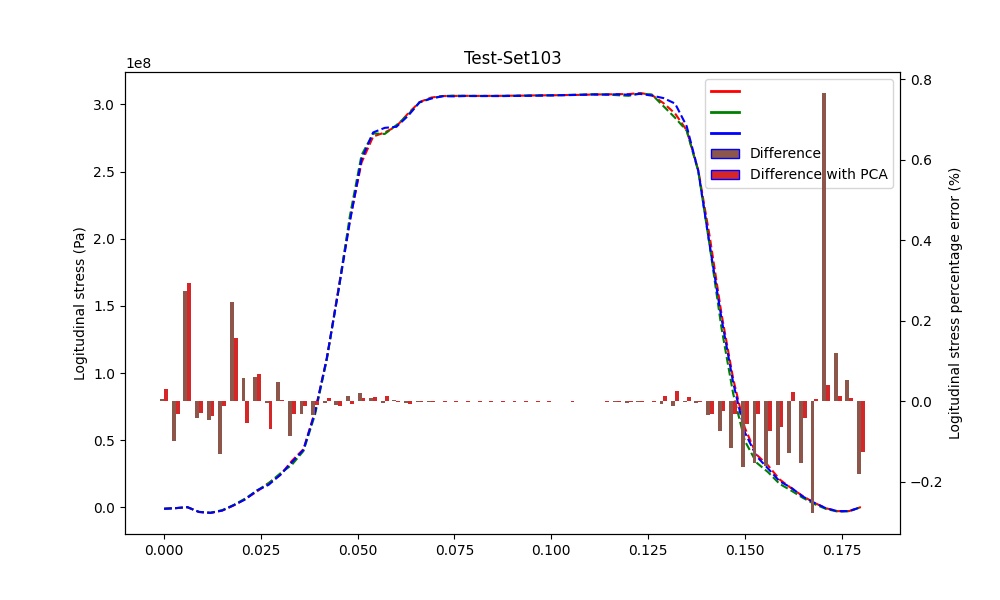 Test-Set103
1e8
Logitudinal stress (Pa)
3.0
2.5
2.0
1.5
1.0
0.5
0.0
Difference
Difference with PCA
0.8
0.6
0.4
0.2
0.0
−0.2
Logitudinal stress percentage error (%)
0.000 0.025 0.050 0.075 0.100 0.125 0.150 0.175